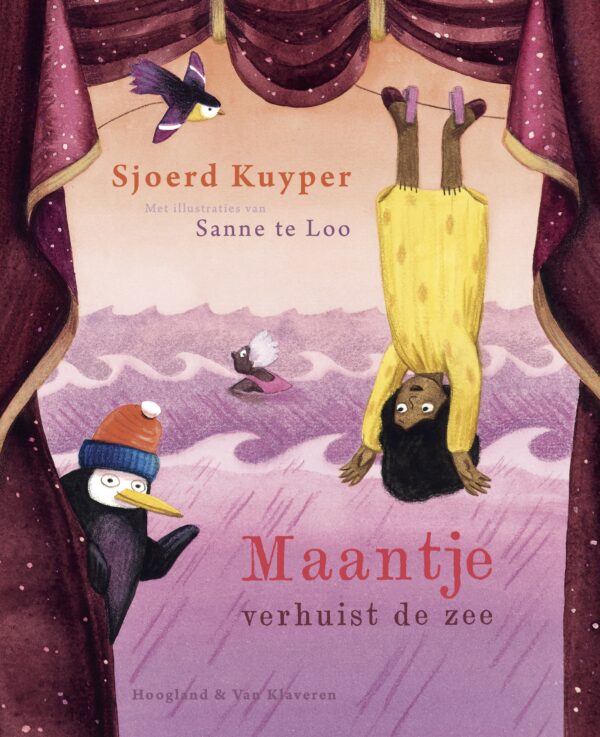 Sjoerd Kuyper
Met illustraties van
Sanne te Loo
Maantje
verhuist de zee
Hoogland & Van Klaveren